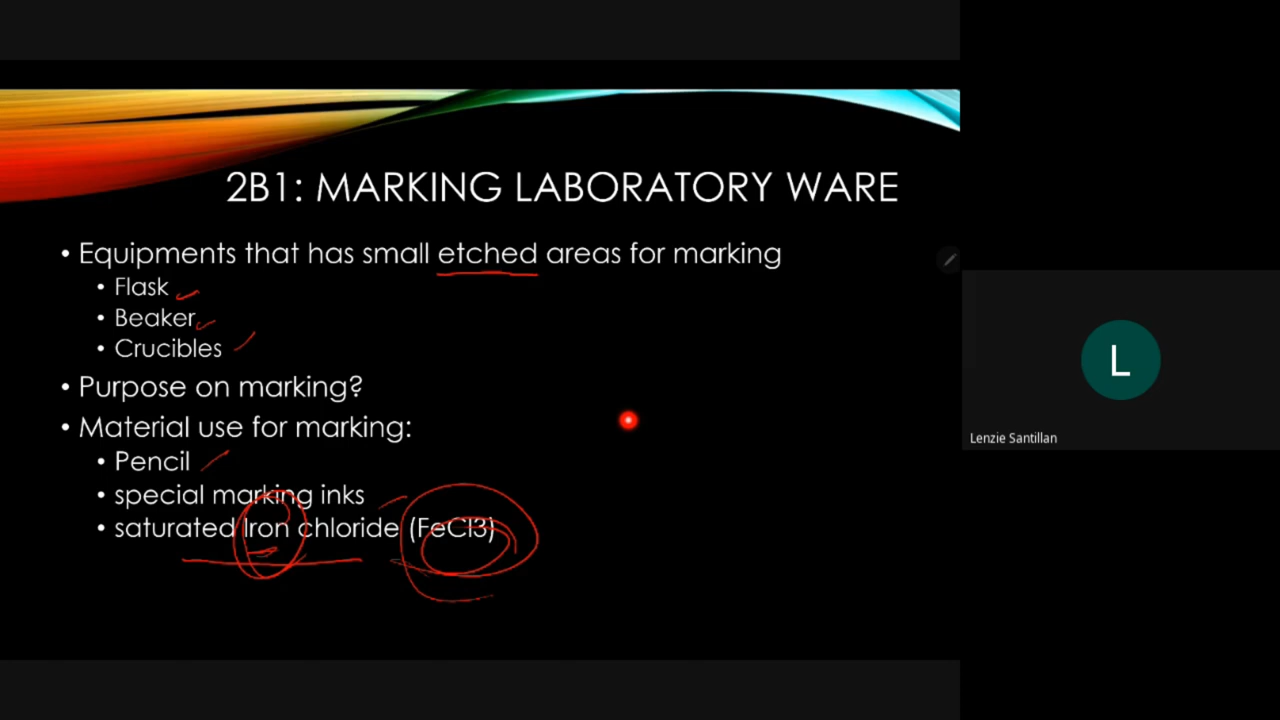 2B1: MARKING LABORATORY WARE
• Equipments that has small etched areas for marking
• Flask
• Beaker
• Crucibles
• Purpose on marking?
• Material use for marking:
• Pencil
• special marking inks
• saturated Iron chloride (FeCl3)
L
Lenzie Santillan